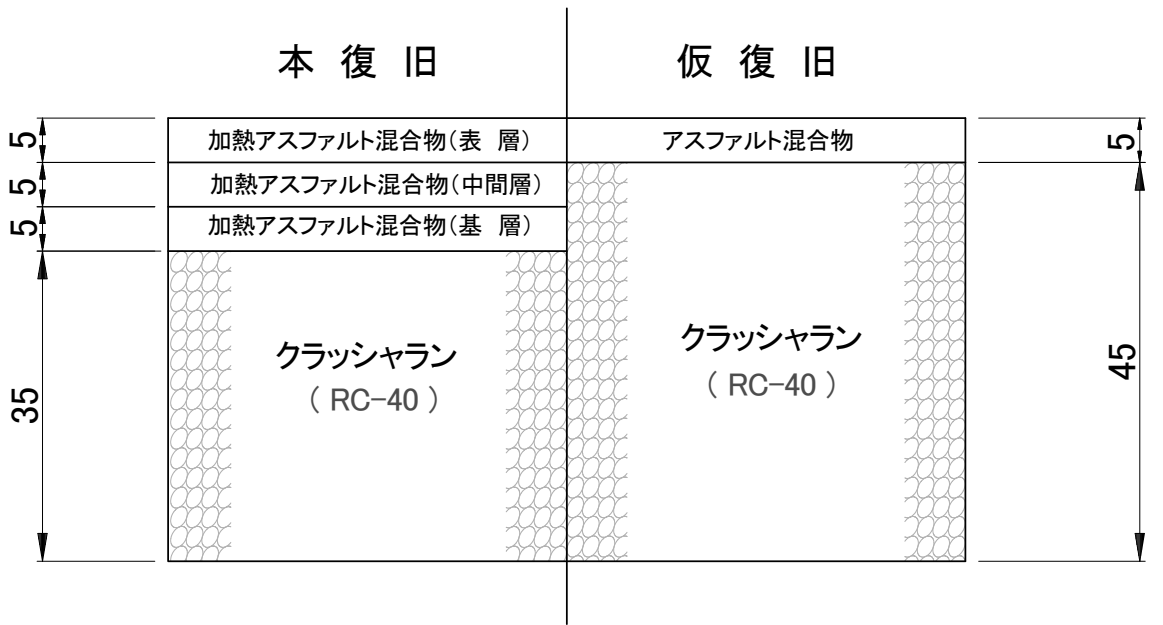 本 復 旧
仮 復 旧
5
加熱アスファルト混合物(表 層)
アスファルト混合物
5
5
加熱アスファルト混合物(中間層)
5
加熱アスファルト混合物(基 層)
35
クラッシャラン
( RC-40 )
クラッシャラン
( RC-40 )
45